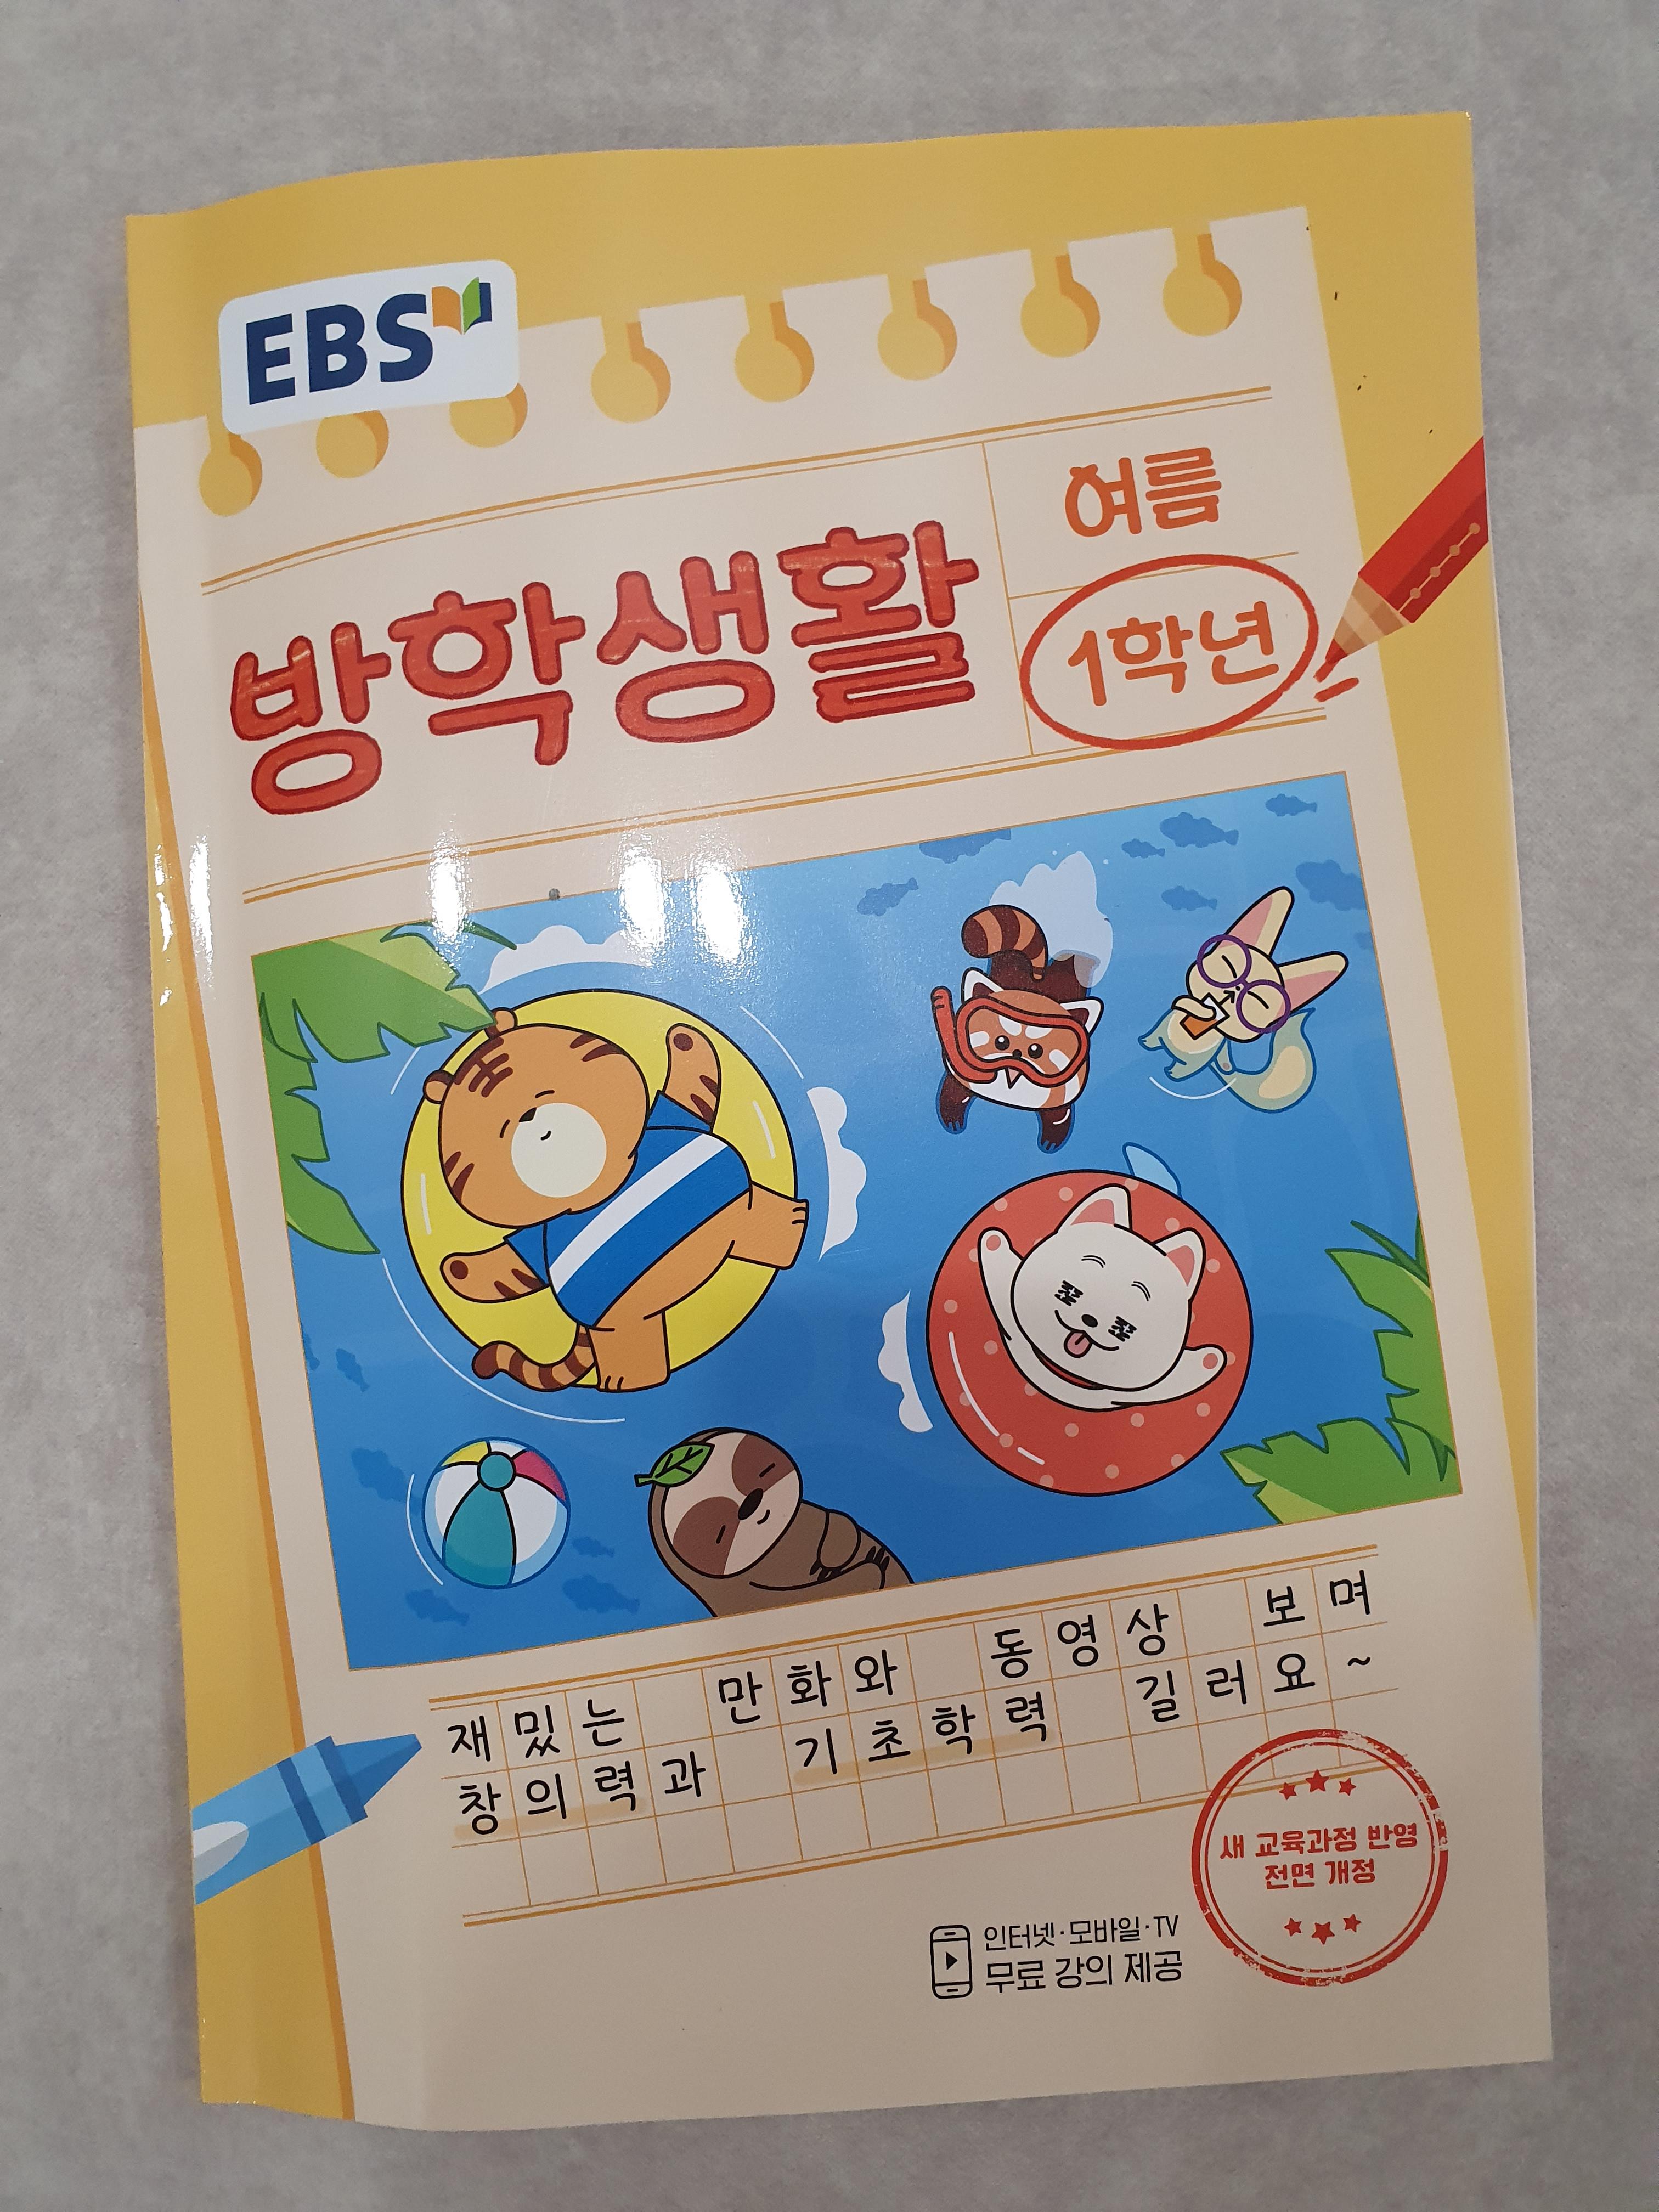 EBS
여름
방학생활
1학년
재밌는 만화와 동영상 보며
창의력과 기초학력 길러요~
새 교육과정 반영
전면 개정
인터넷·모바일·TV
무료 강의 제공